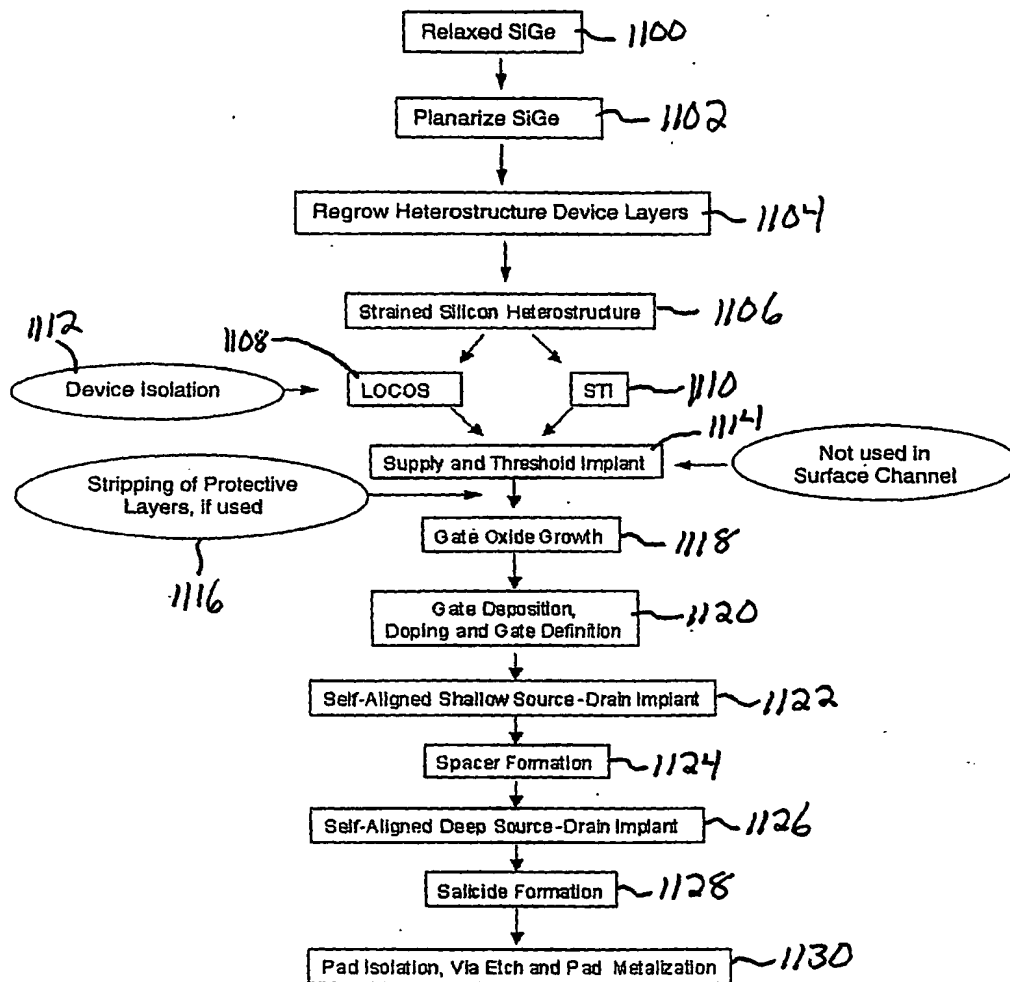 Relaxed SiGe
1100
Planarize SiGe
1102
Regrow Heterostructure Device Layers
1104
Strained Silicon Heterostructure
1106
1112
Device Isolation
1108
LOCOS
STI
1110
1114
Supply and Threshold Implant
Not used in
Surface Channel
Stripping of Protective
Layers, if used
1116
Gate Oxide Growth
1118
Gate Deposition,
Doping and Gate Definition
1120
Self-Aligned Shallow Source-Drain Implant
1122
Spacer Formation
1124
Self-Aligned Deep Source-Drain Implant
1126
Salicide Formation
1128
Pad Isolation, Via Etch and Pad Metalization
1130